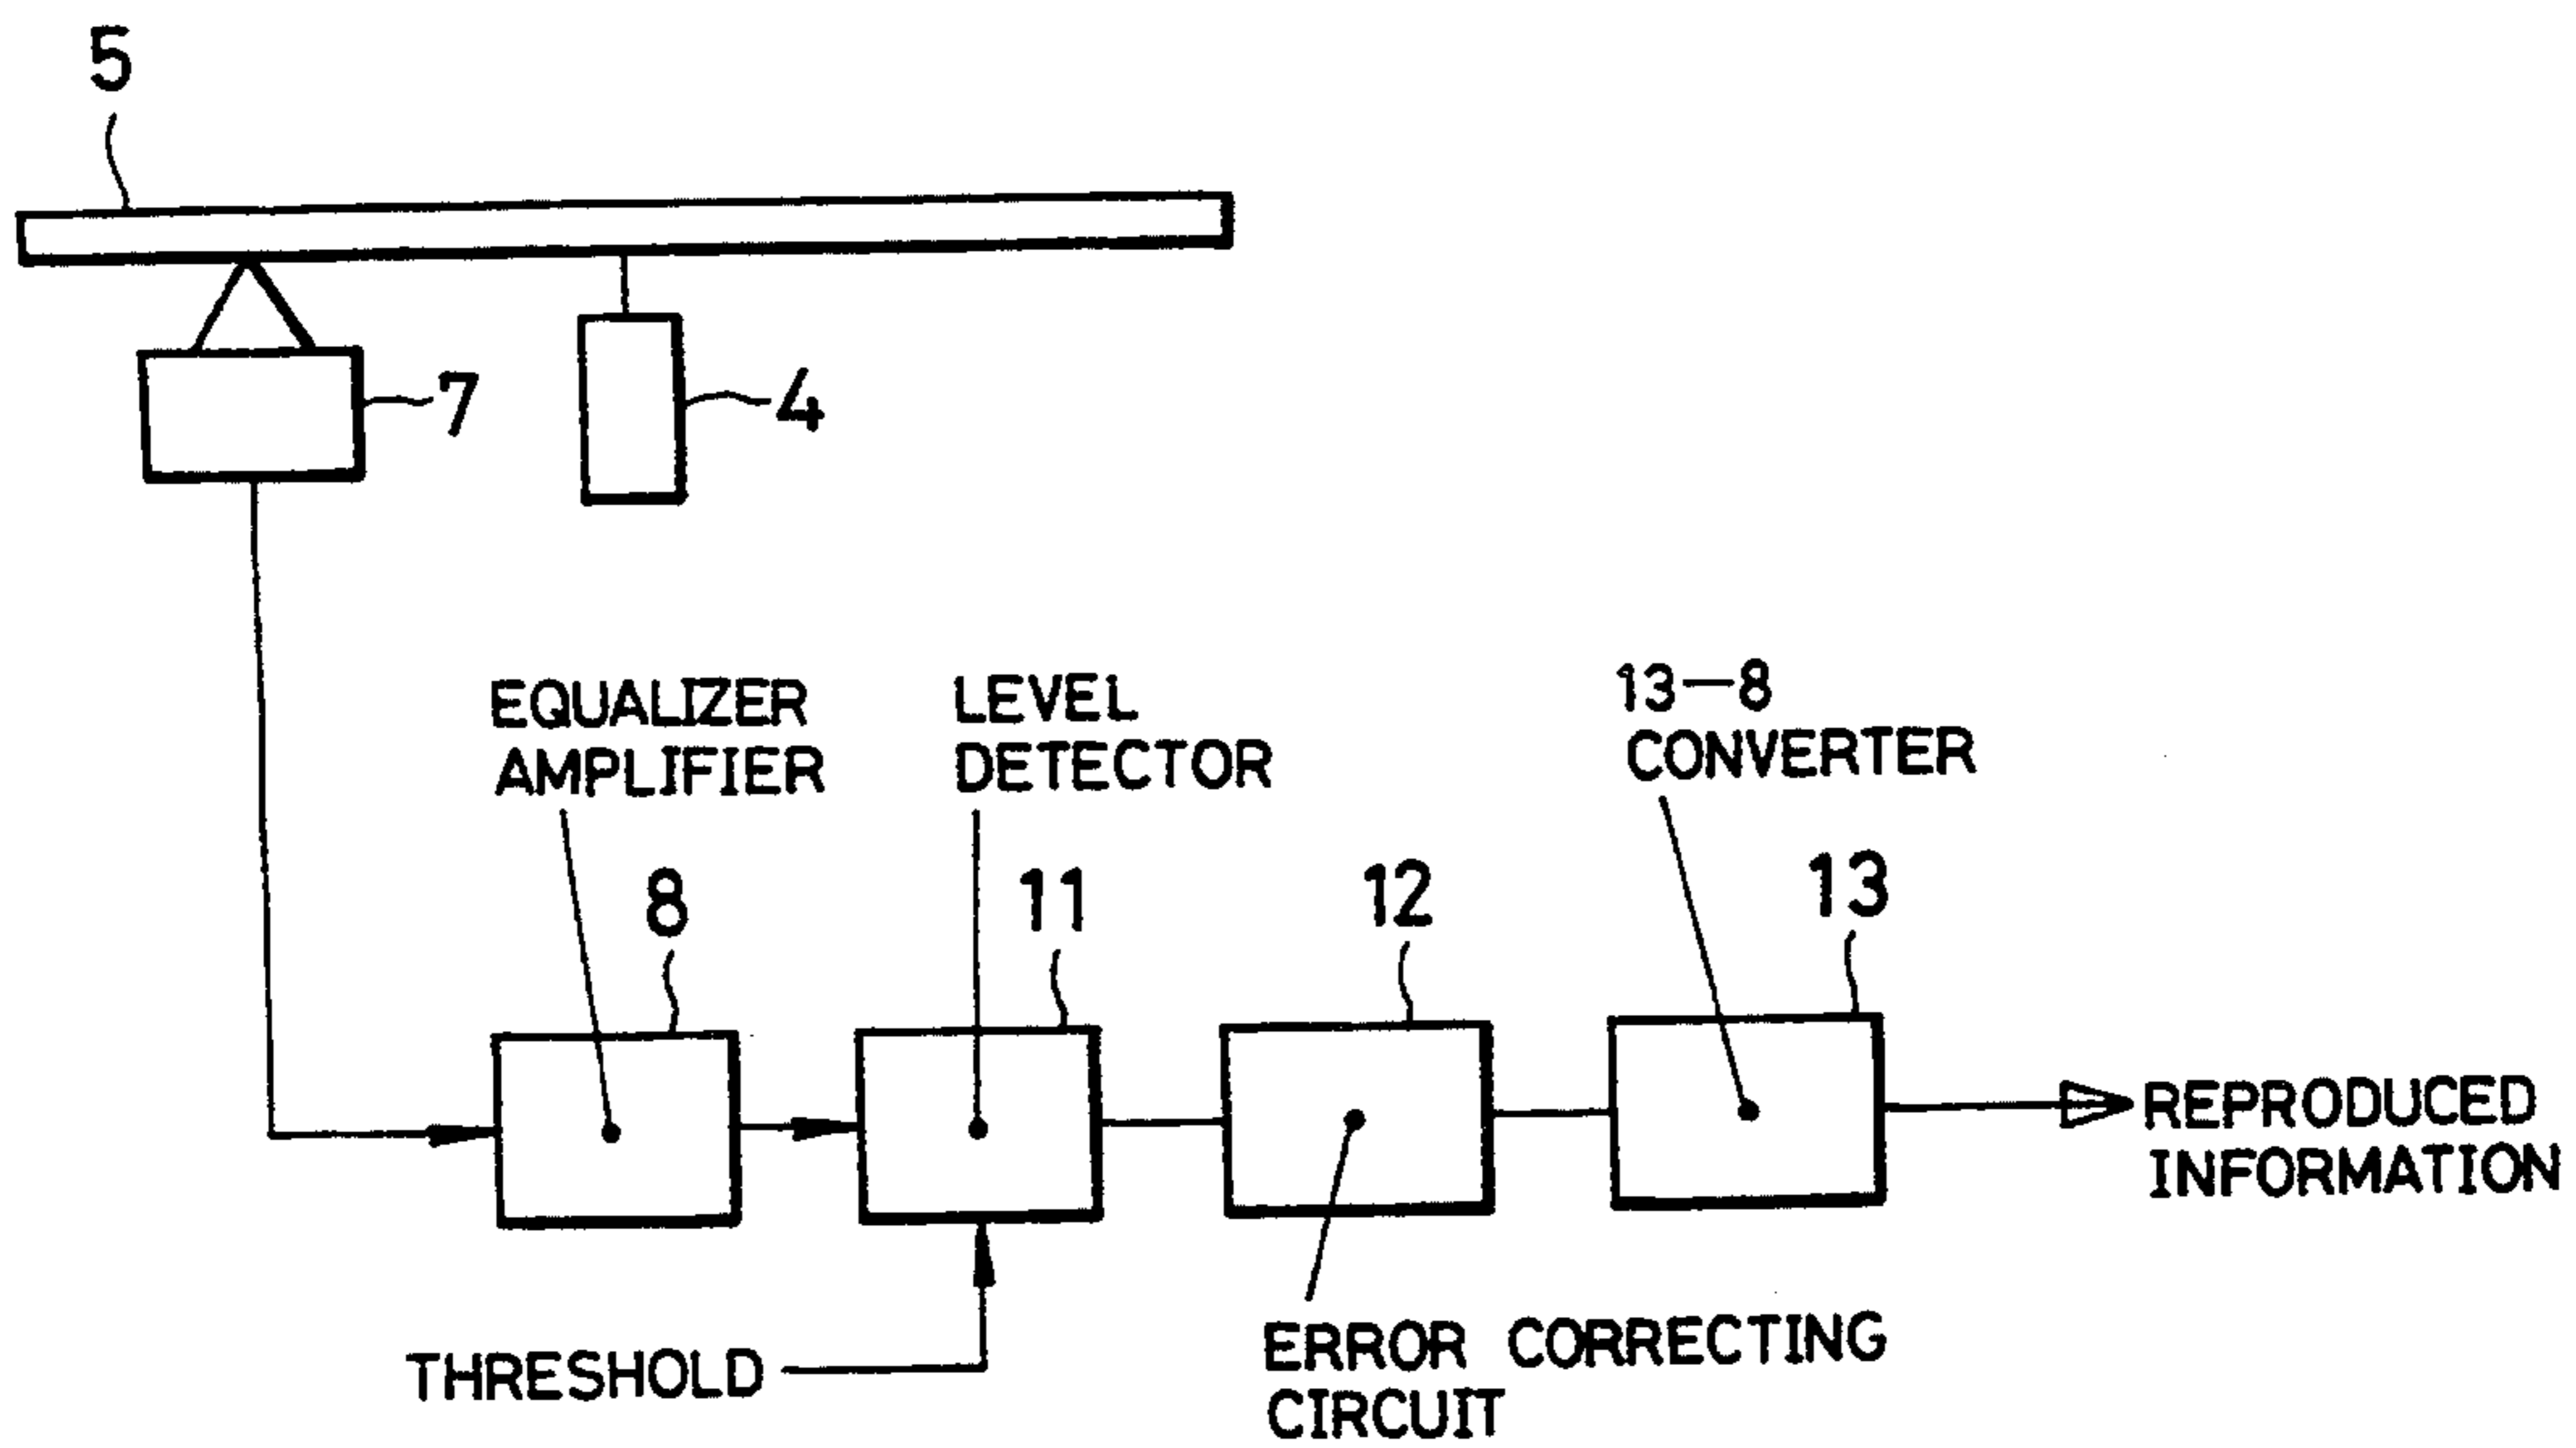 5
7
4
EQUALIZER
AMPLIFIER
LEVEL
DETECTOR
13—8
CONVERTER
8
11
12
13
REPRODUCED
INFORMATION
THRESHOLD
ERROR CORRECTING
CIRCUIT